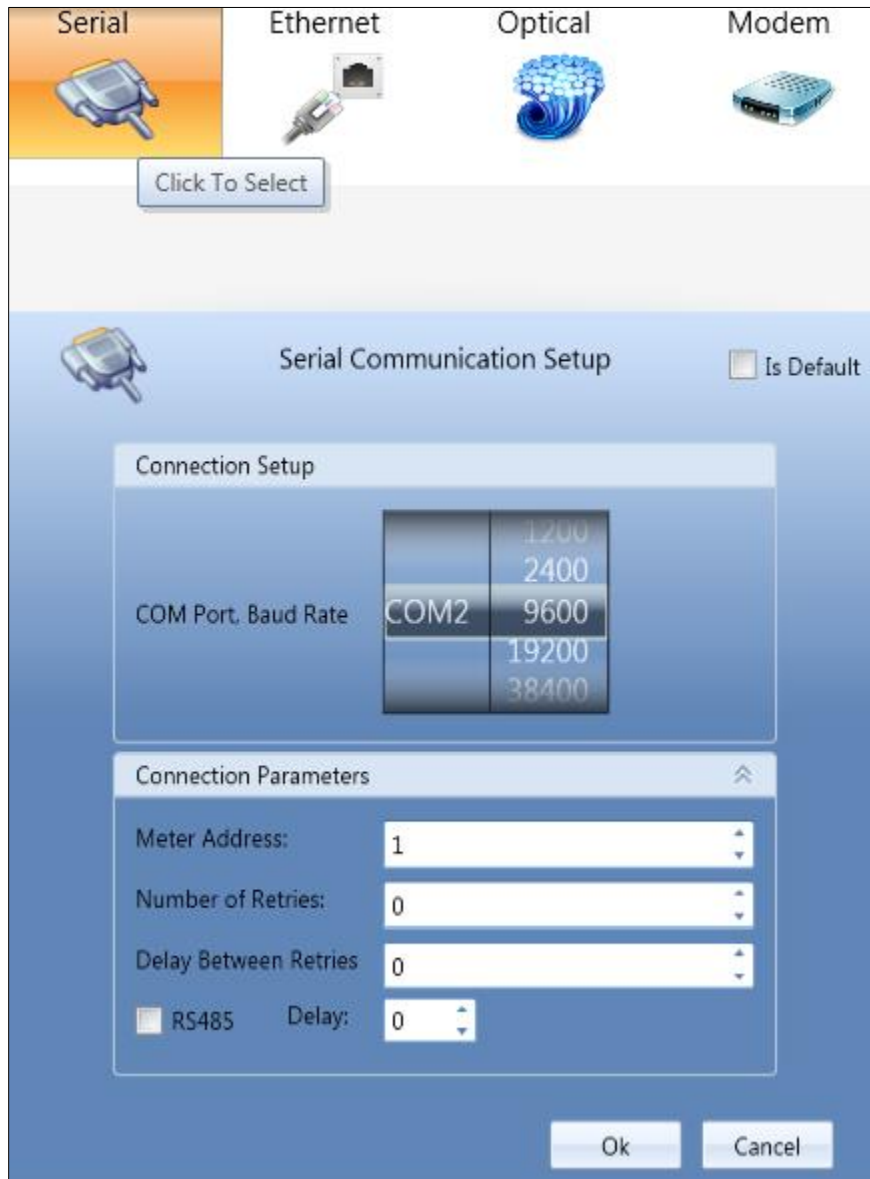 Serial Ethernet Optical Modem
Click To Select
Serial Communication Setup Is Default
Connection Setup
1200
2400
COM Port, Baud Rate COM2 9600
19200
38400
Connection Parameters
Meter Address: 1
Number of Retries: 0
Delay Between Retries 0
RS485 Delay: 0
Ok Cancel